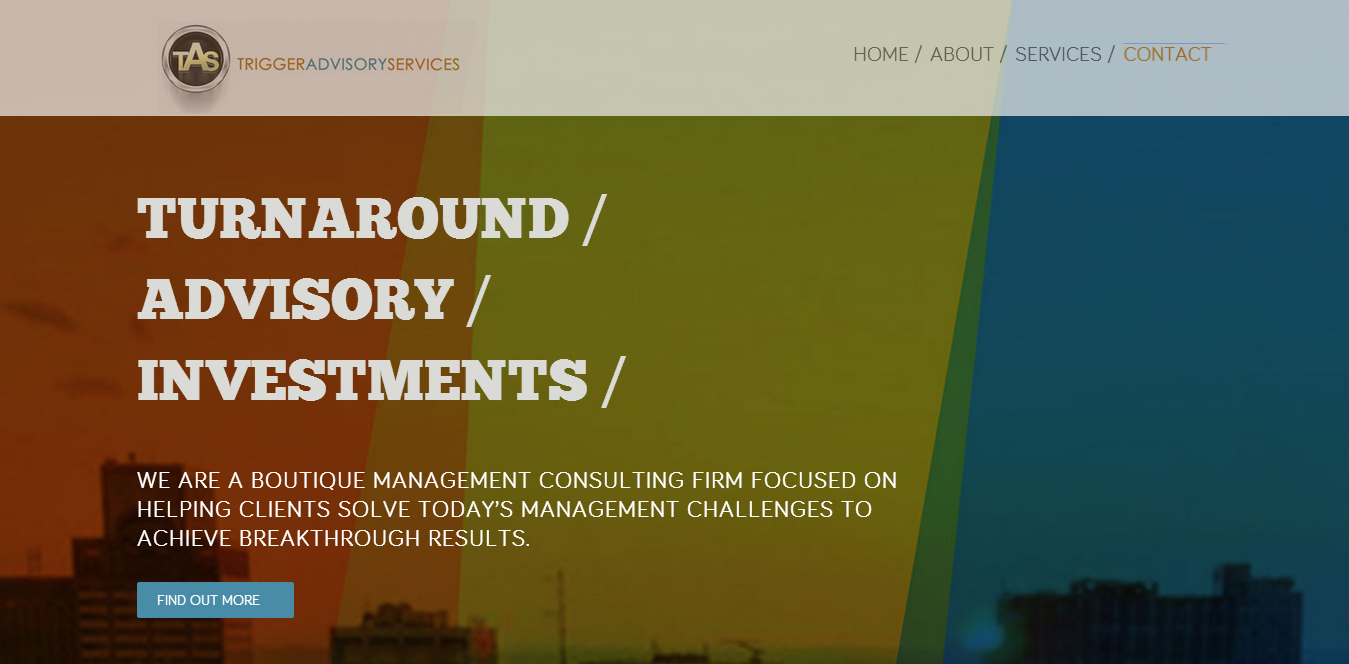 TAS
TRIGGERADVISORYSERVICES
HOME / ABOUT / SERVICES / CONTACT
TURNAROUND /
ADVISORY /
INVESTMENTS /
WE ARE A BOUTIQUE MANAGEMENT CONSULTING FIRM FOCUSED ON
HELPING CLIENTS SOLVE TODAY’S MANAGEMENT CHALLENGES TO
ACHIEVE BREAKTHROUGH RESULTS.
FIND OUT MORE